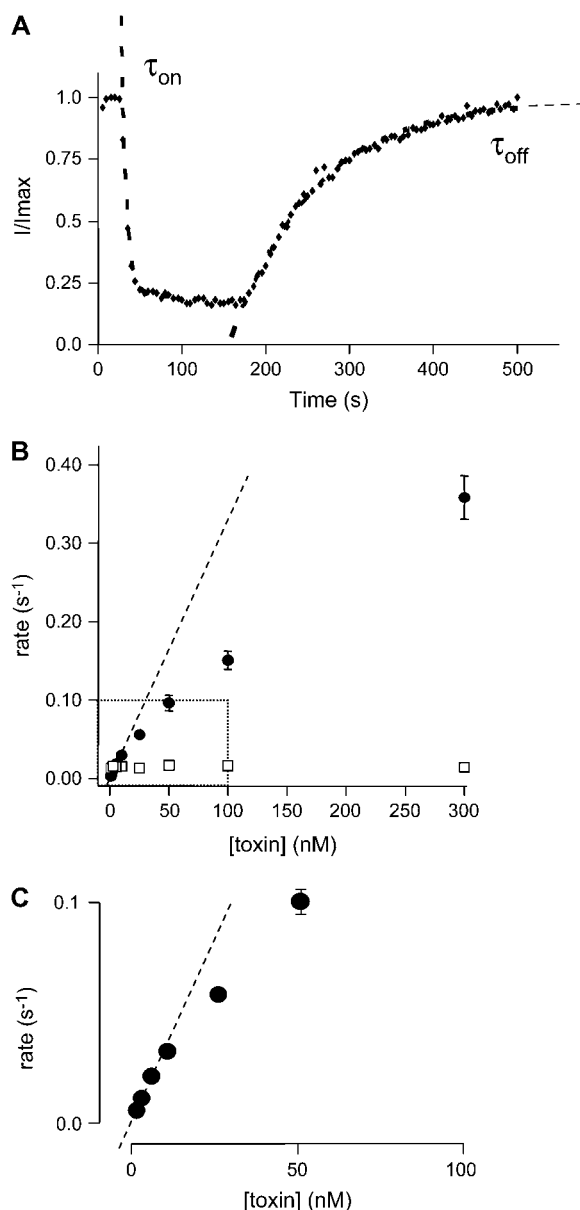 A
τon
1.0
0.75
0.5
0.25
0.0
I/Imax
τoff
0 100 200 300 400 500
Time (s)
B
0.40
0.30
0.20
0.10
0.00
rate (s-1)
0 50 100 150 200 250 300
[toxin] (nM)
C
0.1
0.0
rate (s-1)
0 50 100
[toxin] (nM)